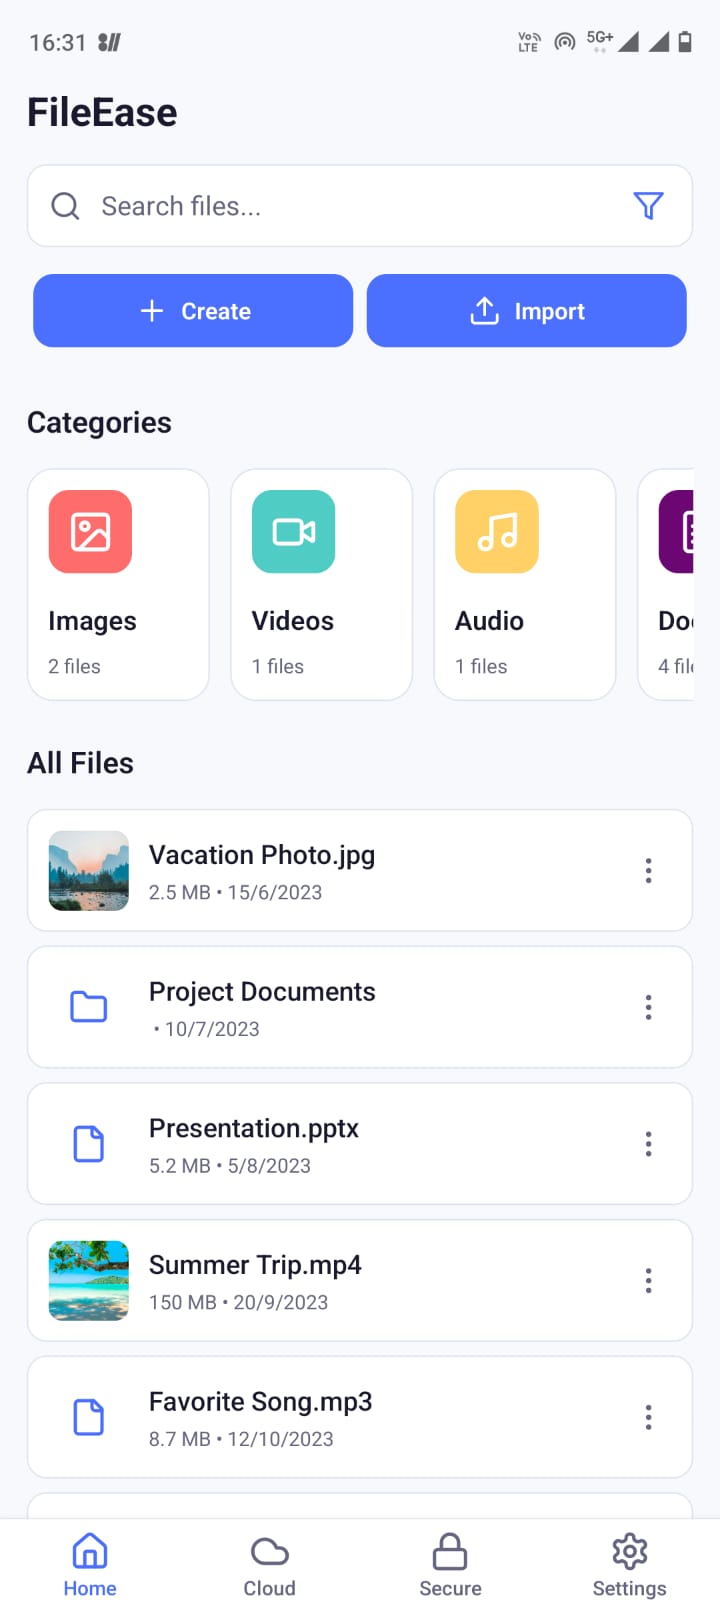 16:31
Vo LTE 5G+
FileEase
Search files...
Create Import
Categories
Images Videos Audio Do
2 files 1 files 1 files 4 file
All Files
Vacation Photo.jpg
2.5 MB • 15/6/2023
Project Documents
• 10/7/2023
Presentation.pptx
5.2 MB • 5/8/2023
Summer Trip.mp4
150 MB • 20/9/2023
Favorite Song.mp3
8.7 MB • 12/10/2023
Home Cloud Secure Settings